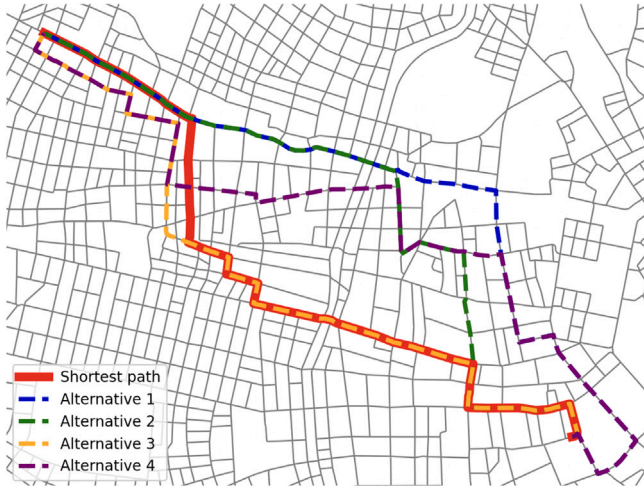 Shortest path
Alternative 1
Alternative 2
Alternative 3
Alternative 4